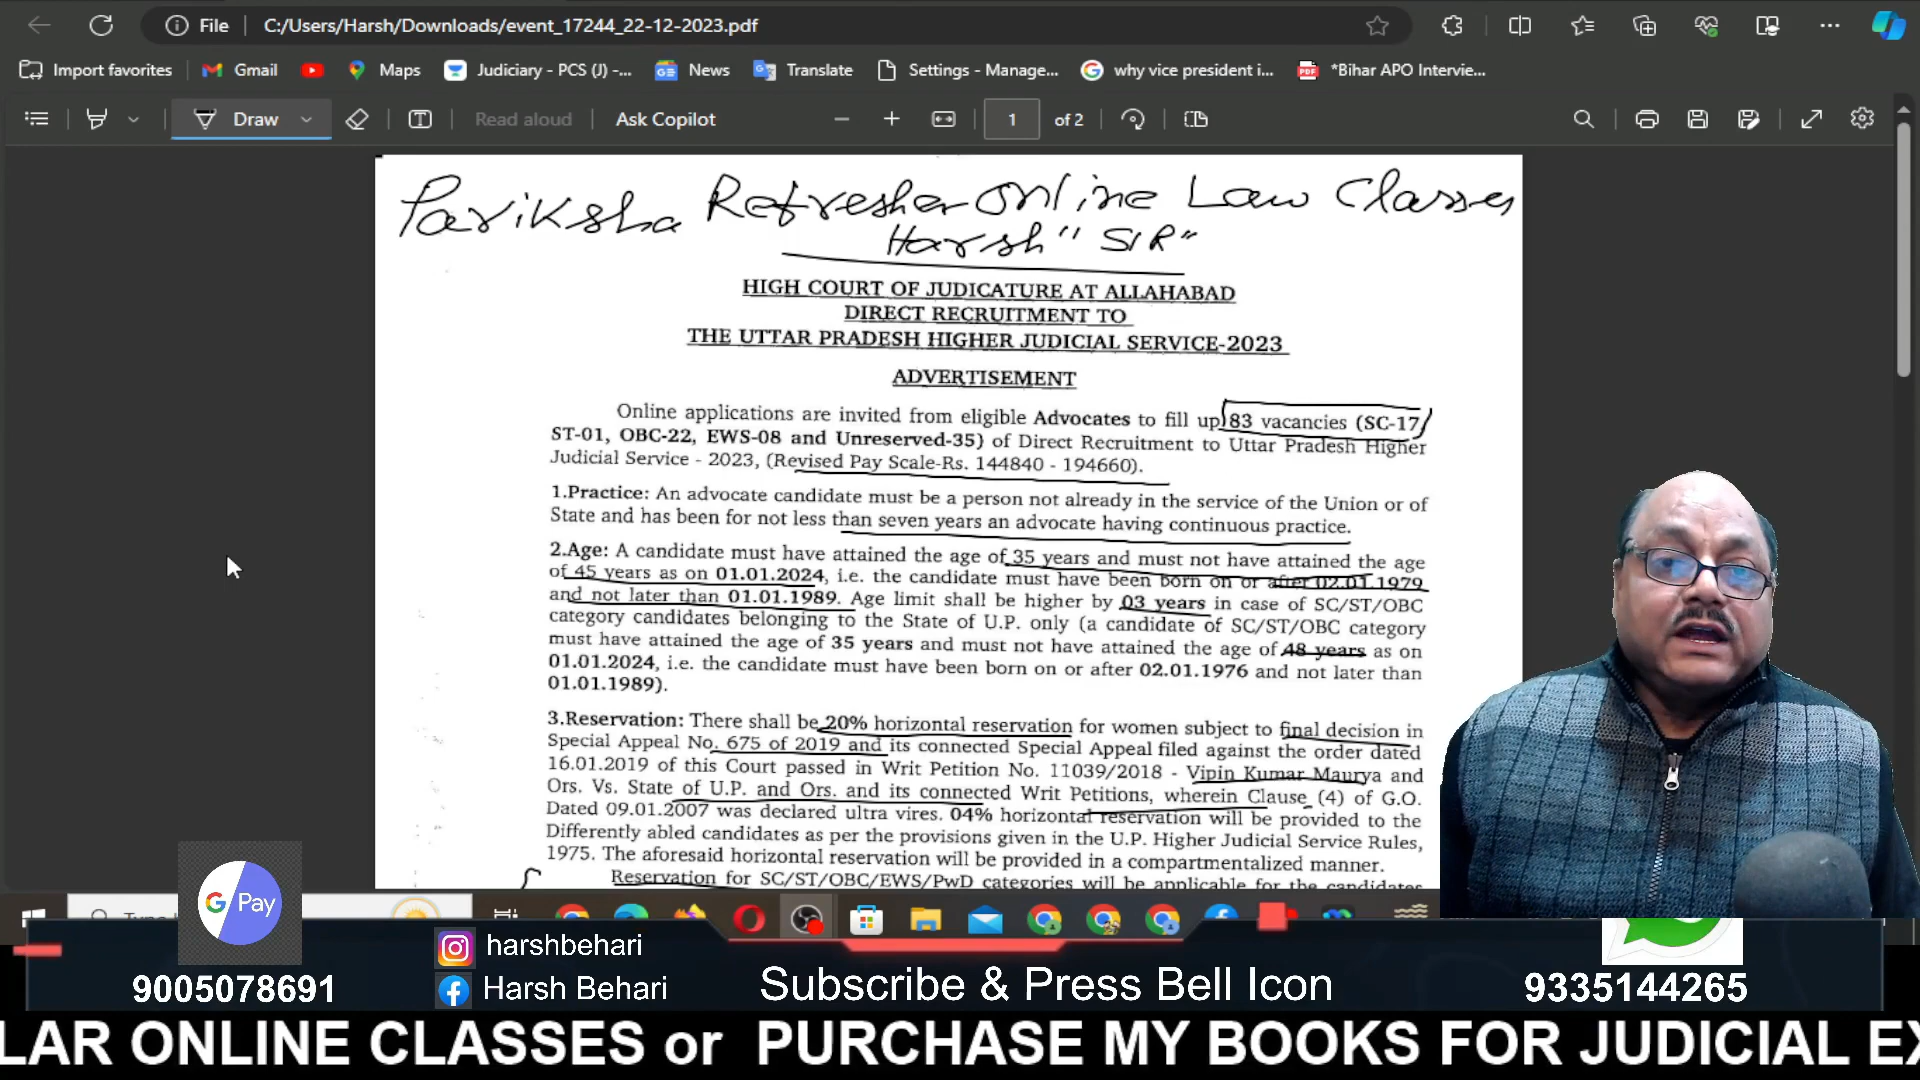 File C:/Users/Harsh/Downloads/event_17244_22-12-2023.pdf
Import favorites Gmail Maps Judiciary - PCS (J) -... News Translate Settings - Manage... why vice president i... *Bihar APO Intervie...
Draw Read aloud Ask Copilot 1 of 2
Pariksha Refresher Online Law Classes
Harsh "SIR"
HIGH COURT OF JUDICATURE AT ALLAHABAD
DIRECT RECRUITMENT TO
THE UTTAR PRADESH HIGHER JUDICIAL SERVICE-2023
ADVERTISEMENT
Online applications are invited from eligible Advocates to fill up 83 vacancies (SC-17,
ST-01, OBC-22, EWS-08 and Unreserved-35) of Direct Recruitment to Uttar Pradesh Higher
Judicial Service - 2023, (Revised Pay Scale-Rs. 144840 - 194660).
1.Practice: An advocate candidate must be a person not already in the service of the Union or of
State and has been for not less than seven years an advocate having continuous practice.
2.Age: A candidate must have attained the age of 35 years and must not have attained the age
of 45 years as on 01.01.2024, i.e. the candidate must have been born on or after 02.01.1979
and not later than 01.01.1989. Age limit shall be higher by 03 years in case of SC/ST/OBC
category candidates belonging to the State of U.P. only (a candidate of SC/ST/OBC category
must have attained the age of 35 years and must not have attained the age of 48 years as on
01.01.2024, i.e. the candidate must have been born on or after 02.01.1976 and not later than
01.01.1989).
3.Reservation: There shall be 20% horizontal reservation for women subject to final decision in
Special Appeal No. 675 of 2019 and its connected Special Appeal filed against the order dated
16.01.2019 of this Court passed in Writ Petition No. 11039/2018 - Vipin Kumar Maurya and
Ors. Vs. State of U.P. and Ors. and its connected Writ Petitions, wherein Clause (4) of G.O.
Dated 09.01.2007 was declared ultra vires. 04% horizontal reservation will be provided to the
Differently abled candidates as per the provisions given in the U.P. Higher Judicial Service Rules,
1975. The aforesaid horizontal reservation will be provided in a compartmentalized manner.
Reservation for SC/ST/OBC/EWS/PwD categories will be applicable for the candidates
G Pay
9005078691
harshbehari
Harsh Behari
Subscribe & Press Bell Icon
9335144265
LAR ONLINE CLASSES or PURCHASE MY BOOKS FOR JUDICIAL EX